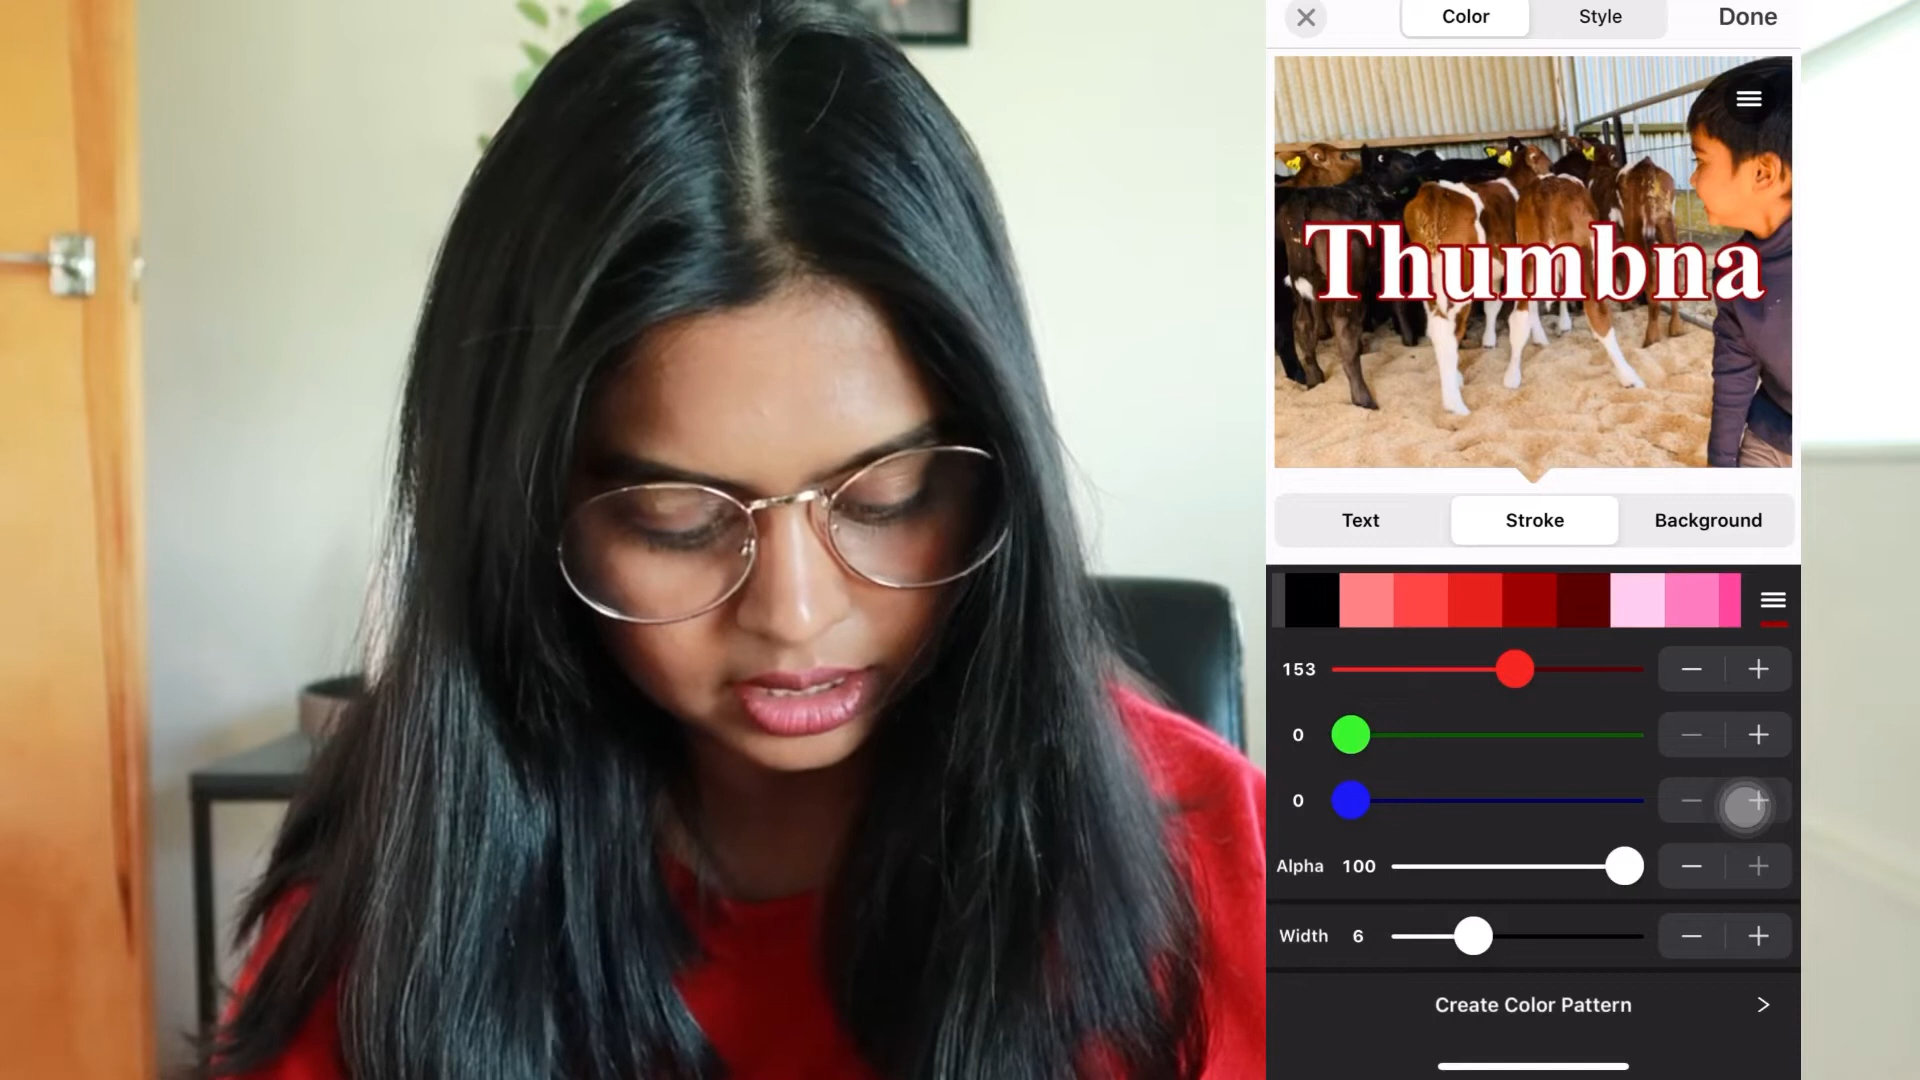 Color Style Done
Thumbna
Text Stroke Background
153
0
0
Alpha 100
Width 6
Create Color Pattern